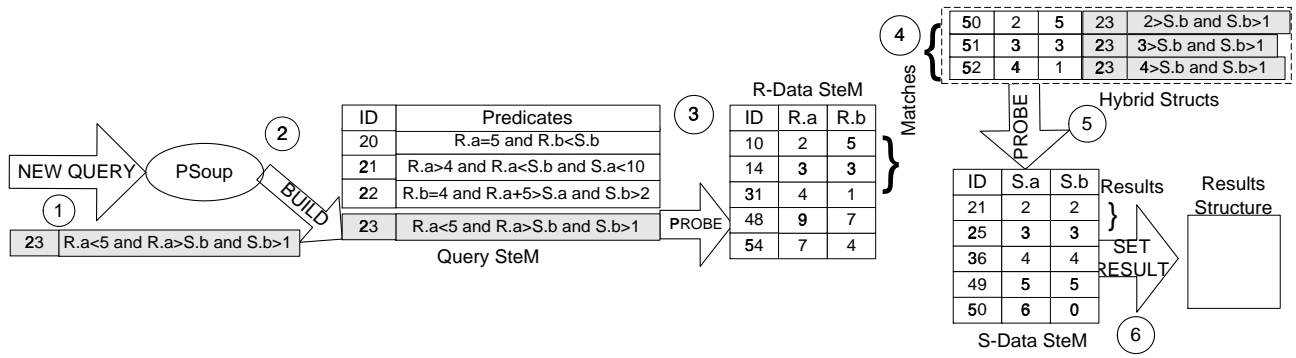 NEW QUERY
1
23 R.a<5 and R.a>S.b and S.b>1
PSoup
2
BUILD
ID Predicates
20 R.a=5 and R.b<S.b
21 R.a>4 and R.a<S.b and S.a<10
22 R.b=4 and R.a+5>S.a and S.b>2
23 R.a<5 and R.a>S.b and S.b>1
Query SteM
3
PROBE
R-Data SteM
ID R.a R.b
10 2 5
14 3 3
31 4 1
48 9 7
54 7 4
4
Matches
50 2 5 23 2>S.b and S.b>1
51 3 3 23 3>S.b and S.b>1
52 4 1 23 4>S.b and S.b>1
Hybrid Structs
PROBE
5
ID S.a S.b
21 2 2
25 3 3
36 4 4
49 5 5
50 6 0
S-Data SteM
Results
SET
RESULT
6
Results
Structure